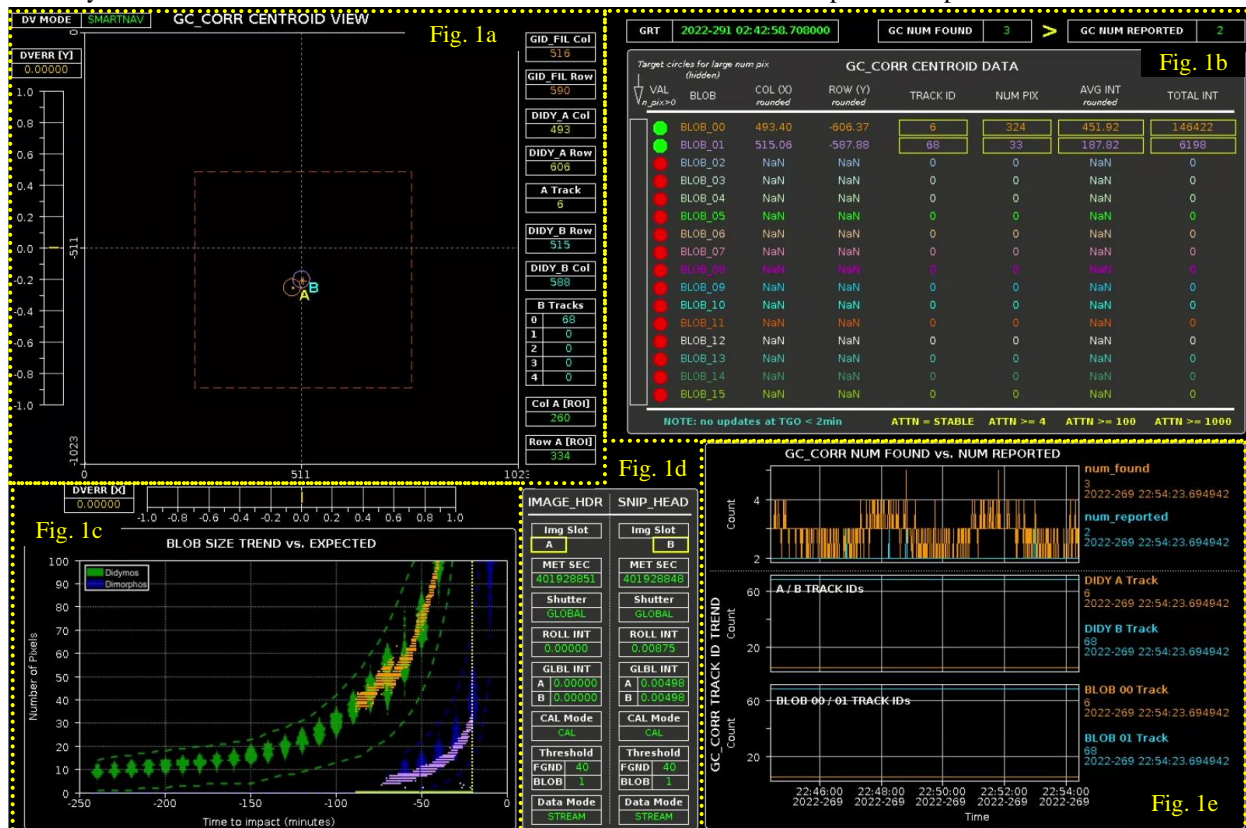 DV MODE SMARTNAV GC_CORR CENTROID VIEW Fig. 1a
DVERR [Y]
0.00000
1.0
0.8
0.6
0.4
0.2
0.0
-0.2
-0.4
-0.6
-0.8
-1.0
0
-511
-1023
0 511 1023
A
B
GID_FIL Col
516
GID_FIL Row
590
DIDY_A Col
493
DIDY_A Row
606
A Track
6
DIDY_B Row
515
DIDY_B Col
588
B Tracks
0 68
1 0
2 0
3 0
4 0
Col A [ROI]
260
Row A [ROI]
334
GRT 2022-291 02:42:58.708000 GC NUM FOUND 3 > GC NUM REPORTED 2
Fig. 1b
Target circles for large num pix
(hidden)
GC_CORR CENTROID DATA
VAL BLOB COL (X) ROW (Y) TRACK ID NUM PIX AVG INT TOTAL INT
n_pix>0 rounded rounded rounded
BLOB_00 493.40 -606.37 6 324 451.92 146422
BLOB_01 515.06 -587.88 68 33 187.82 6198
BLOB_02 NaN NaN 0 0 NaN 0
BLOB_03 NaN NaN 0 0 NaN 0
BLOB_04 NaN NaN 0 0 NaN 0
BLOB_05 NaN NaN 0 0 NaN 0
BLOB_06 NaN NaN 0 0 NaN 0
BLOB_07 NaN NaN 0 0 NaN 0
BLOB_08 NaN NaN 0 0 NaN 0
BLOB_09 NaN NaN 0 0 NaN 0
BLOB_10 NaN NaN 0 0 NaN 0
BLOB_11 NaN NaN 0 0 NaN 0
BLOB_12 NaN NaN 0 0 NaN 0
BLOB_13 NaN NaN 0 0 NaN 0
BLOB_14 NaN NaN 0 0 NaN 0
BLOB_15 NaN NaN 0 0 NaN 0
NOTE: no updates at TGO < 2min ATTN = STABLE ATTN >= 4 ATTN >= 100 ATTN >= 1000
DVERR [X]
0.00000
-1.0 -0.8 -0.6 -0.4 -0.2 0.0 0.2 0.4 0.6 0.8 1.0
Fig. 1c
BLOB SIZE TREND vs. EXPECTED
Didymos
Dimorphos
Number of Pixels
100
90
80
70
60
50
40
30
20
10
0
-250 -200 -150 -100 -50 0
Time to impact (minutes)
Fig. 1d
IMAGE_HDR SNIP_HEAD
Img Slot Img Slot
A B
MET SEC MET SEC
401928851 401928848
Shutter Shutter
GLOBAL GLOBAL
ROLL INT ROLL INT
0.00000 0.00875
GLBL INT GLBL INT
A 0.00000 A 0.00498
B 0.00000 B 0.00498
CAL Mode CAL Mode
CAL CAL
Threshold Threshold
FGND 40 FGND 40
BLOB 1 BLOB 1
Data Mode Data Mode
STREAM STREAM
GC_CORR NUM FOUND vs. NUM REPORTED
Count
4
2
num_found
3
2022-269 22:54:23.694942
num_reported
2
2022-269 22:54:23.694942
GC_CORR TRACK ID TREND
Count
60
20
A / B TRACK IDs
DIDY A Track
6
2022-269 22:54:23.694942
DIDY B Track
68
2022-269 22:54:23.694942
Count
60
20
BLOB 00 / 01 TRACK IDs
BLOB 00 Track
6
2022-269 22:54:23.694942
BLOB 01 Track
68
2022-269 22:54:23.694942
22:46:00 22:48:00 22:50:00 22:52:00 22:54:00
2022-269 2022-269 2022-269 2022-269 2022-269
Time
Fig. 1e